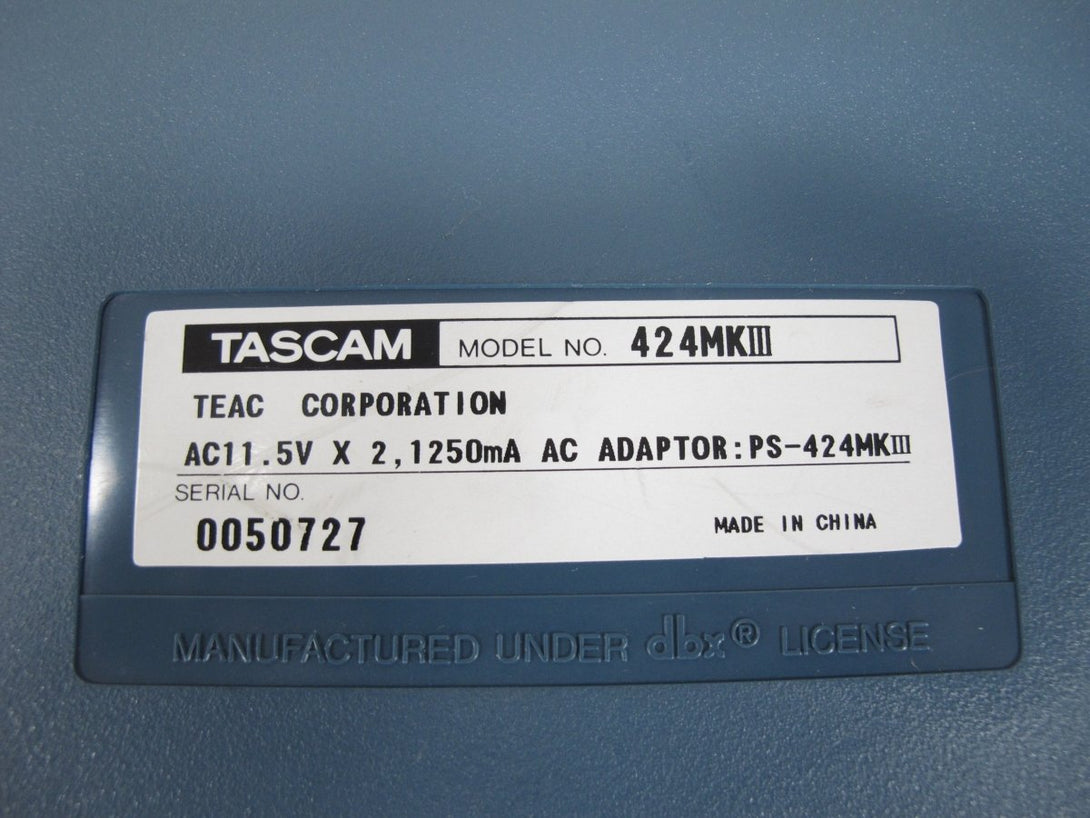 TASCAM MODEL NO. 424MKⅢ
TEAC CORPORATION
AC11.5V X 2,1250mA AC ADAPTOR:PS-424MKⅢ
SERIAL NO.
0050727 MADE IN CHINA
MANUFACTURED UNDER dbx® LICENSE